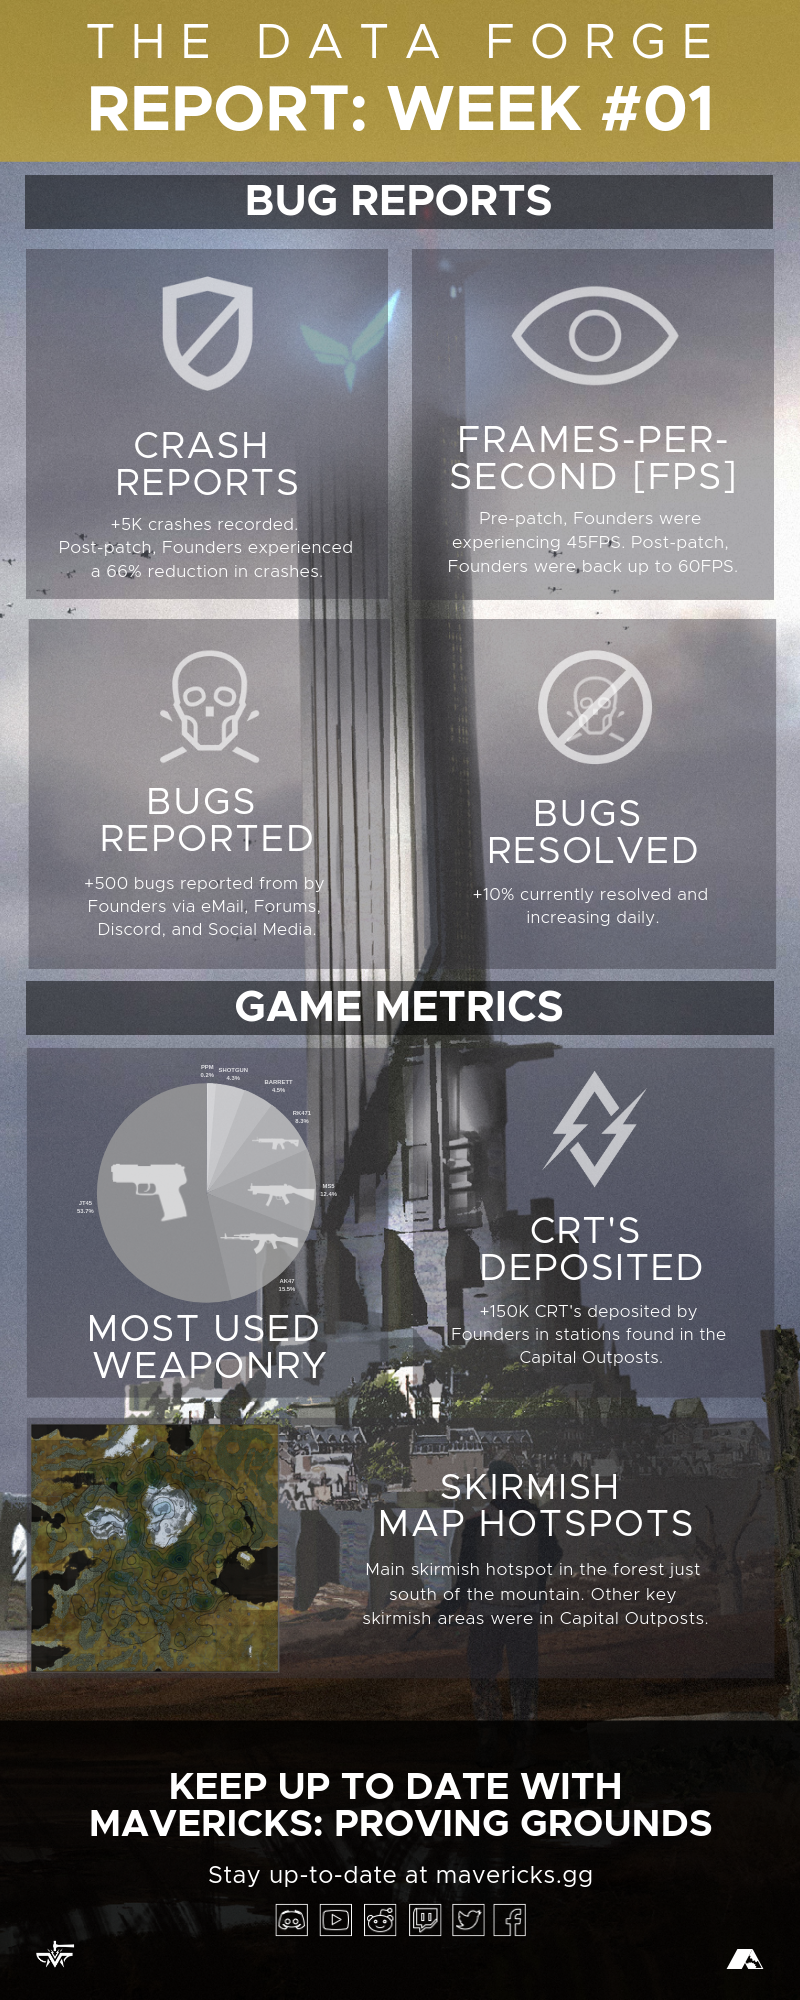 THE DATA FORGE
REPORT: WEEK #01
BUG REPORTS
CRASH
REPORTS
+5K crashes recorded.
Post-patch, Founders experienced
a 66% reduction in crashes.
FRAMES-PER-
SECOND [FPS]
Pre-patch, Founders were
experiencing 45FPS. Post-patch,
Founders were back up to 60FPS.
BUGS
REPORTED
+500 bugs reported from by
Founders via eMail, Forums,
Discord, and Social Media.
BUGS
RESOLVED
+10% currently resolved and
increasing daily.
GAME METRICS
PPM
0.2%
SHOTGUN
4.3%
BARRETT
4.5%
RK471
8.3%
MS5
12.4%
AK47
15.5%
JT45
53.7%
MOST USED
WEAPONRY
CRT'S
DEPOSITED
+150K CRT's deposited by
Founders in stations found in the
Capital Outposts.
SKIRMISH
MAP HOTSPOTS
Main skirmish hotspot in the forest just
south of the mountain. Other key
skirmish areas were in Capital Outposts.
KEEP UP TO DATE WITH
MAVERICKS: PROVING GROUNDS
Stay up-to-date at mavericks.gg